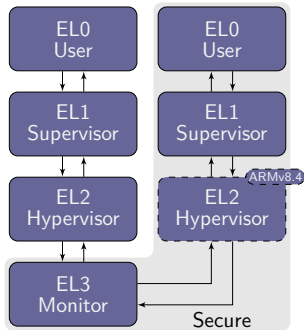 EL0
User
EL0
User
EL1
Supervisor
EL1
Supervisor
ARMv8.4
EL2
Hypervisor
EL2
Hypervisor
EL3
Monitor
Secure